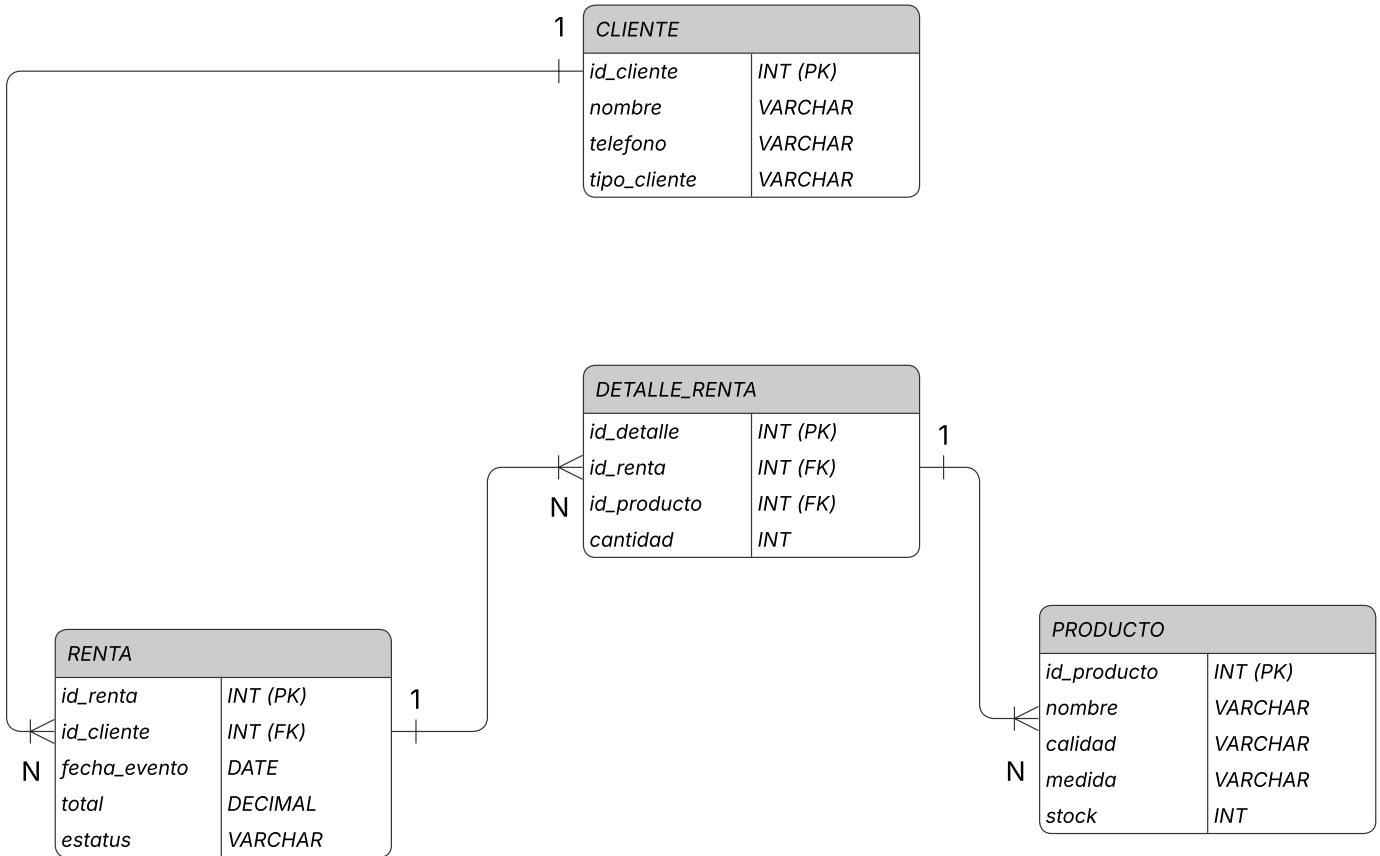 1
CLIENTE
id_cliente INT (PK)
nombre VARCHAR
telefono VARCHAR
tipo_cliente VARCHAR
DETALLE_RENTA
id_detalle INT (PK)
id_renta INT (FK)
id_producto INT (FK)
cantidad INT
1
N
PRODUCTO
id_producto INT (PK)
nombre VARCHAR
calidad VARCHAR
medida VARCHAR
stock INT
N
RENTA
id_renta INT (PK)
id_cliente INT (FK)
fecha_evento DATE
total DECIMAL
estatus VARCHAR
1
N